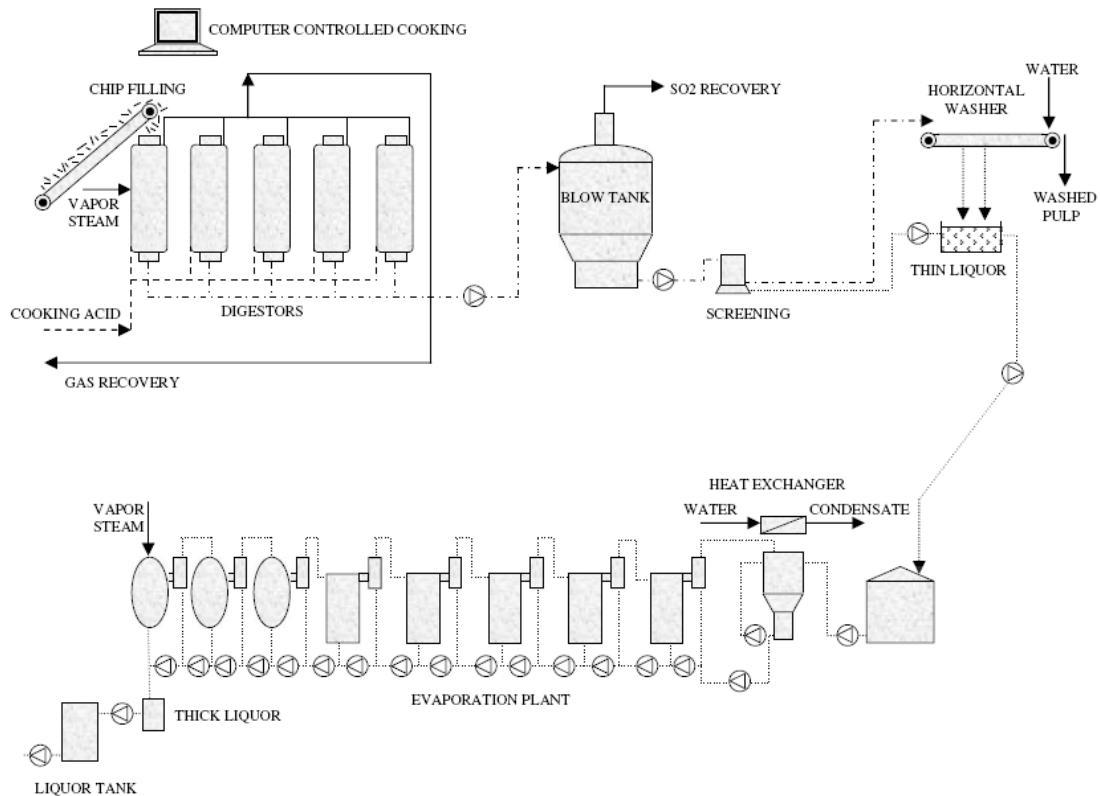 COMPUTER CONTROLLED COOKING
CHIP FILLING
VAPOR
STEAM
COOKING ACID
DIGESTORS
GAS RECOVERY
SO2 RECOVERY
BLOW TANK
SCREENING
HORIZONTAL
WASHER
WATER
WASHED
PULP
THIN LIQUOR
VAPOR
STEAM
HEAT EXCHANGER
WATER
CONDENSATE
EVAPORATION PLANT
THICK LIQUOR
LIQUOR TANK